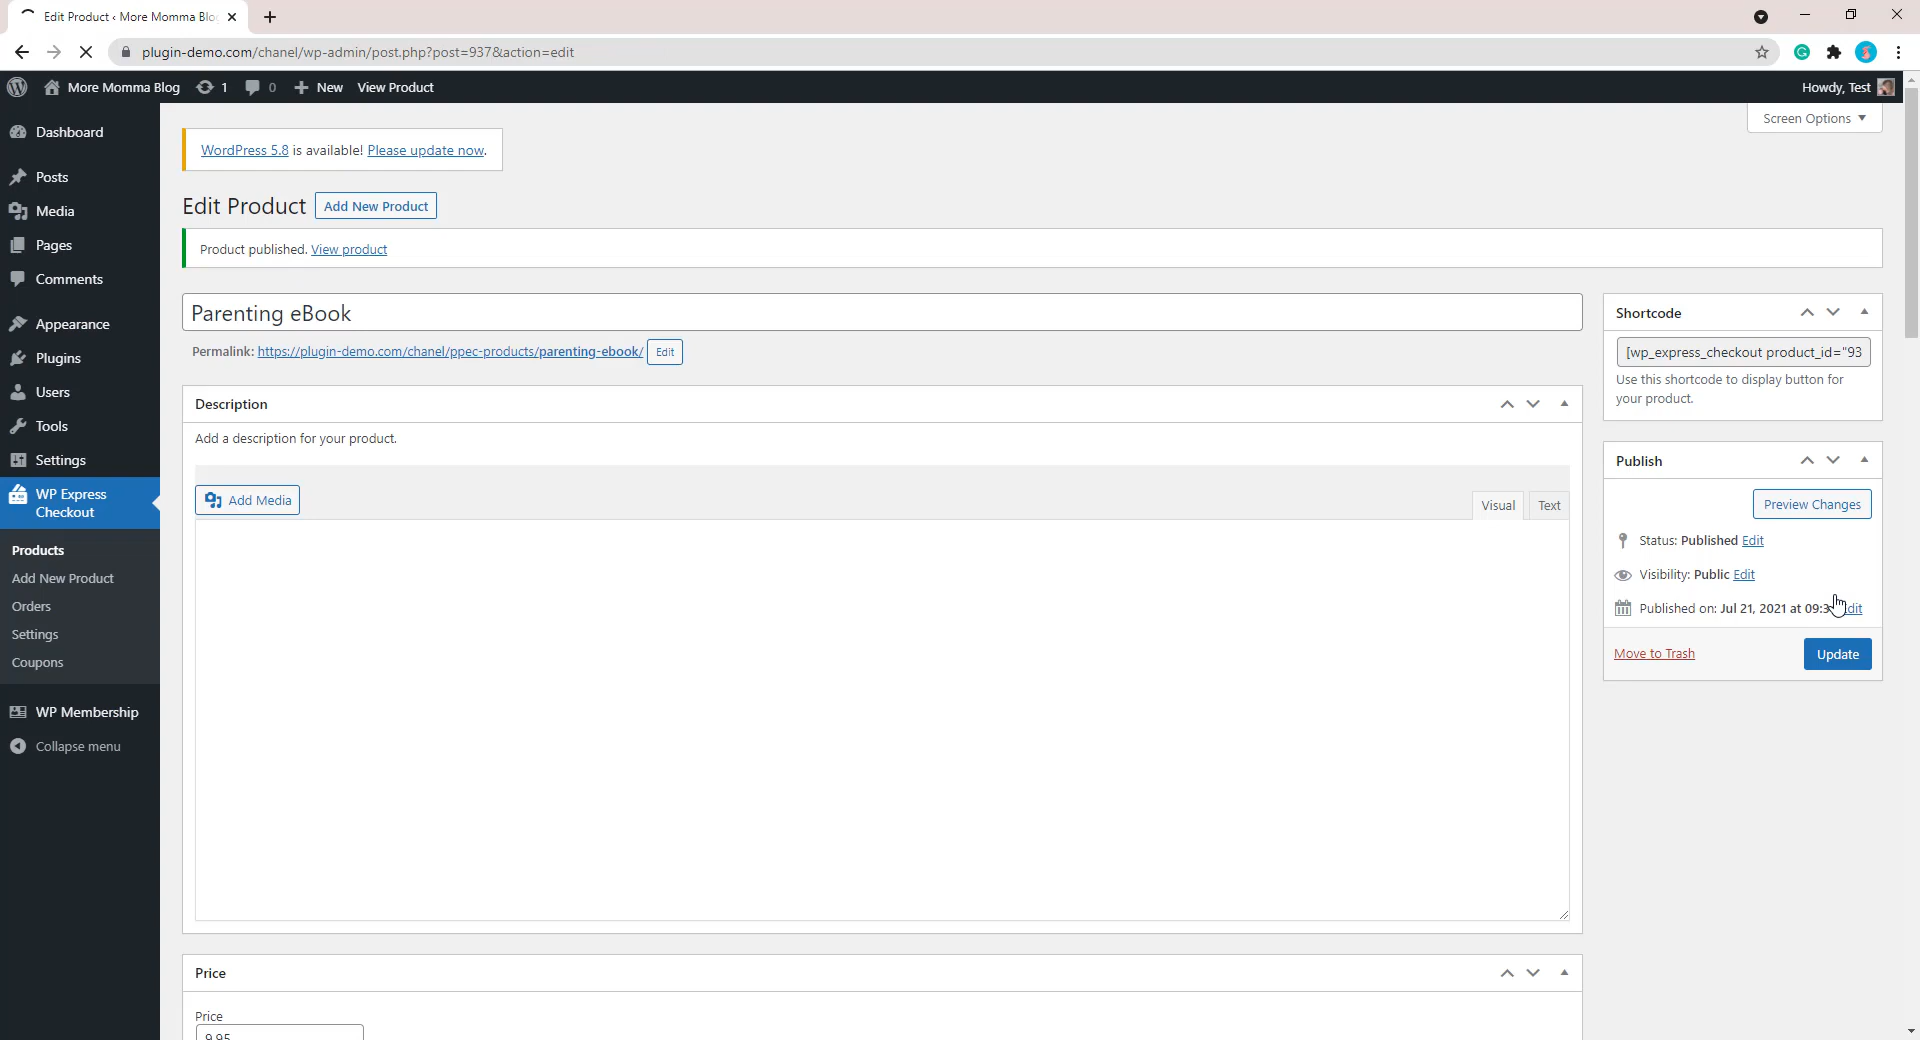 Edit Product ‹ More Momma Blo
plugin-demo.com/chanel/wp-admin/post.php?post=937&action=edit
More Momma Blog 1 0 New View Product Howdy, Test
Screen Options
Dashboard
Posts
Media
Pages
Comments
Appearance
Plugins
Users
Tools
Settings
WP Express
Checkout
Products
Add New Product
Orders
Settings
Coupons
WP Membership
Collapse menu
WordPress 5.8 is available! Please update now.
Edit Product Add New Product
Product published. View product
Parenting eBook
Permalink: https://plugin-demo.com/chanel/ppec-products/parenting-ebook/ Edit
Description
Add a description for your product.
Add Media Visual Text
Price
Price
9.95
Shortcode
[wp_express_checkout product_id="93
Use this shortcode to display button for
your product.
Publish
Preview Changes
Status: Published Edit
Visibility: Public Edit
Published on: Jul 21, 2021 at
Move to Trash Update